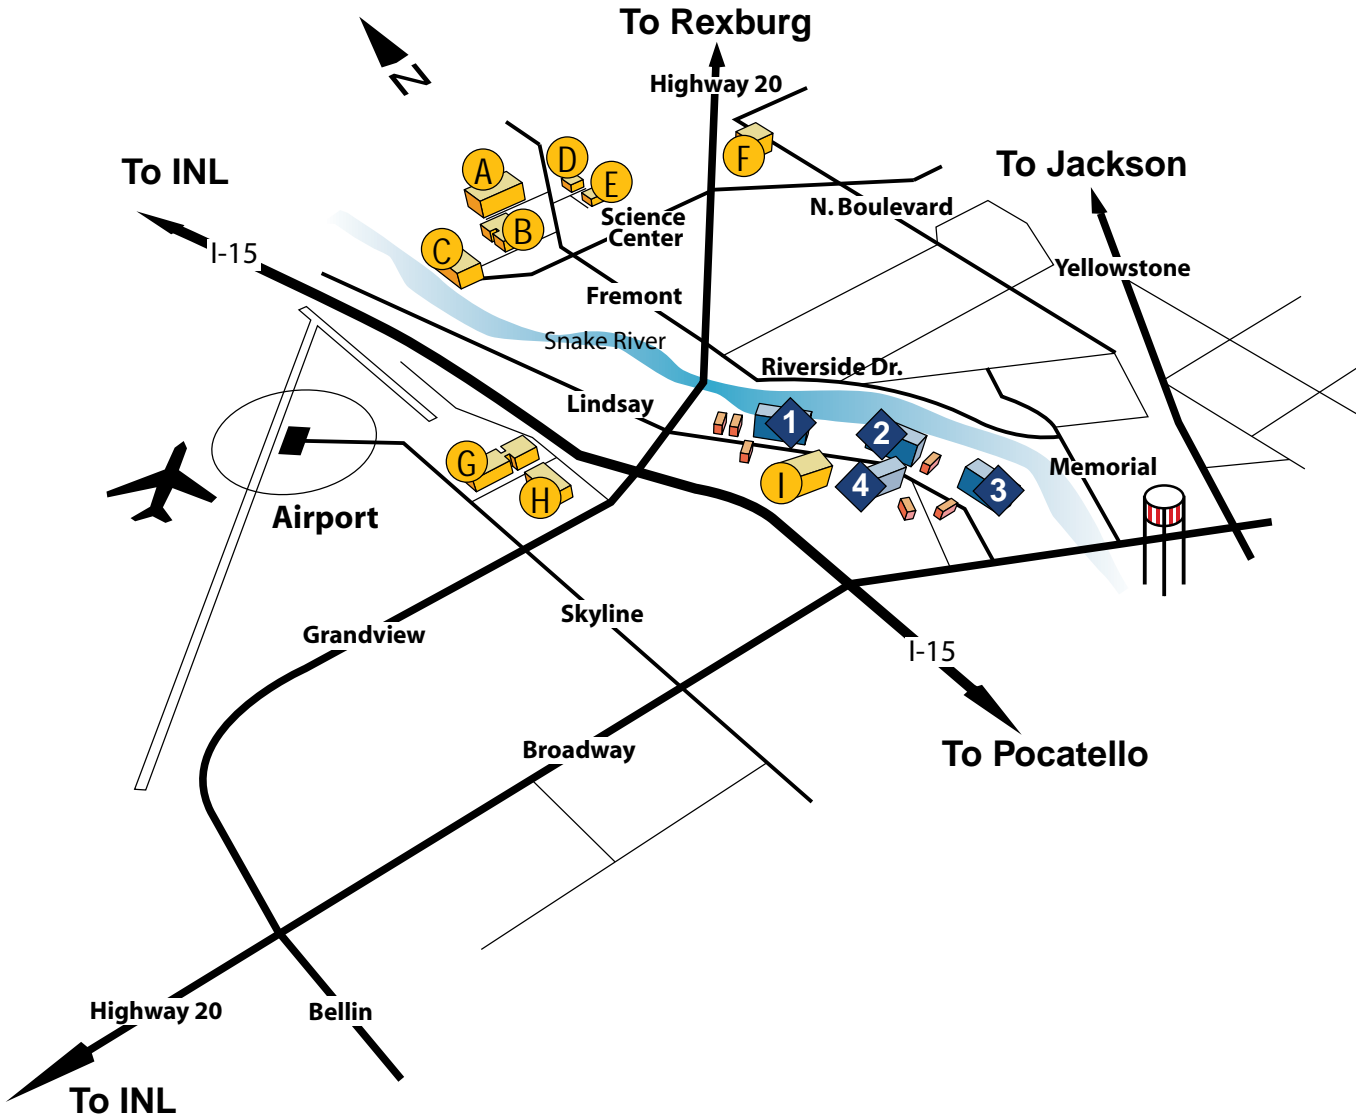 To Rexburg
N
Highway 20
To INL
A
D
E
F
To Jackson
N. Boulevard
Science
Center
B
C
I-15
Yellowstone
Fremont
Snake River
Riverside Dr.
Lindsay
1
2
Memorial
G
H
I
4
3
Airport
Skyline
Grandview
I-15
Broadway
To Pocatello
Highway 20
Bellin
To INL